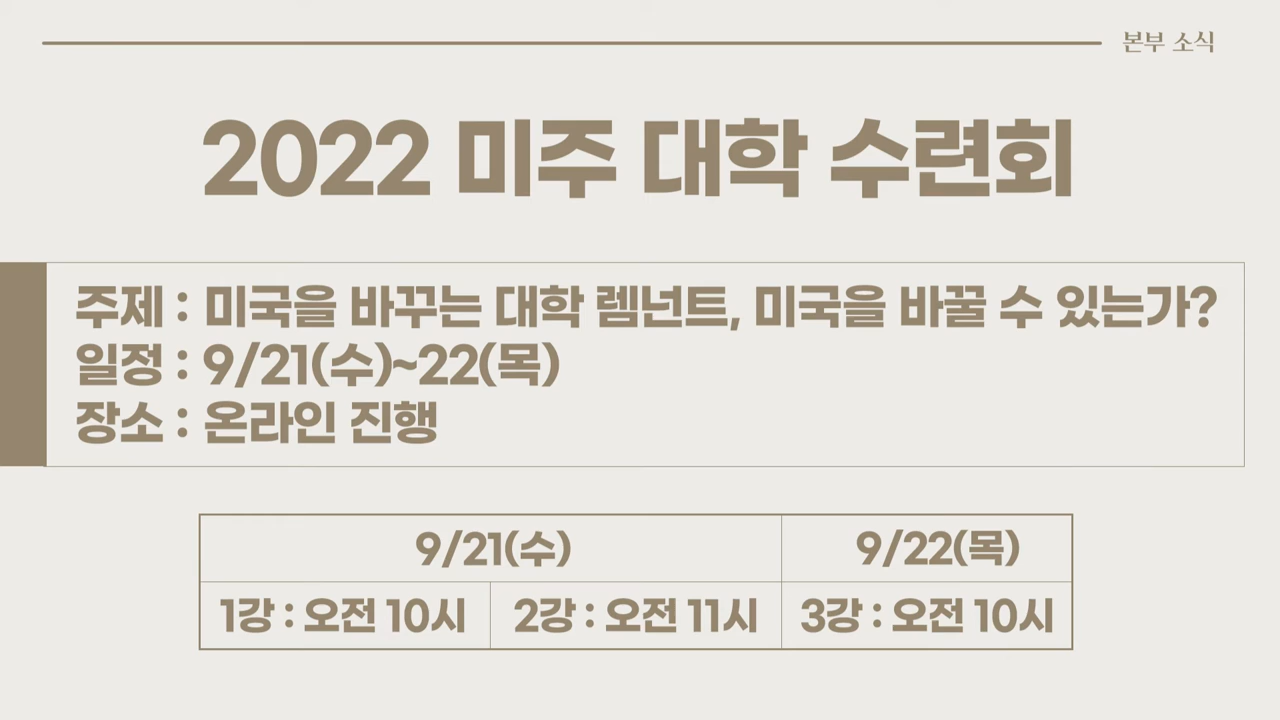 본부 소식
2022 미주 대학 수련회
주제 : 미국을 바꾸는 대학 렘넌트, 미국을 바꿀 수 있는가?
일정 : 9/21(수)~22(목)
장소 : 온라인 진행
9/21(수) 9/22(목)
1강 : 오전 10시 2강 : 오전 11시 3강 : 오전 10시